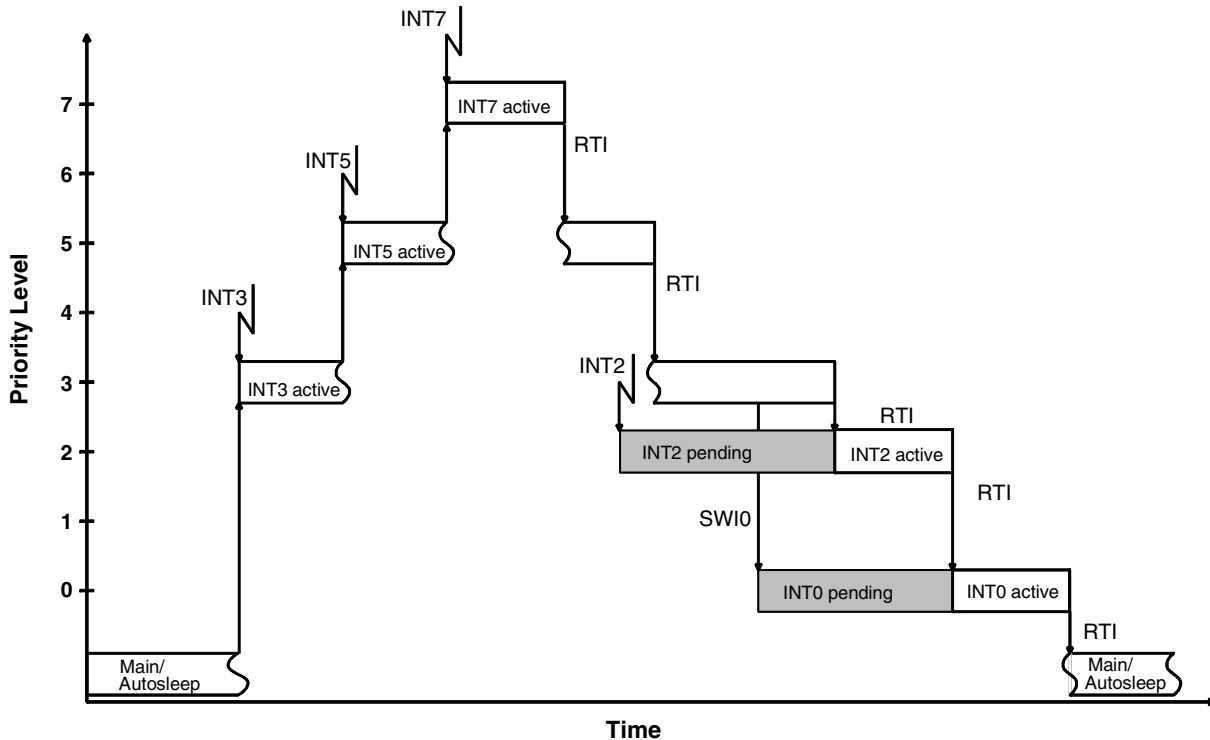 INT7
7
INT7 active
RTI
INT5
6
5
INT5 active
RTI
INT3
4
INT2
3
INT3 active
RTI
2
INT2 pending
INT2 active
RTI
1
SWI0
0
INT0 pending
INT0 active
RTI
Main/
Autosleep
Main/
Autosleep
Priority Level
Time